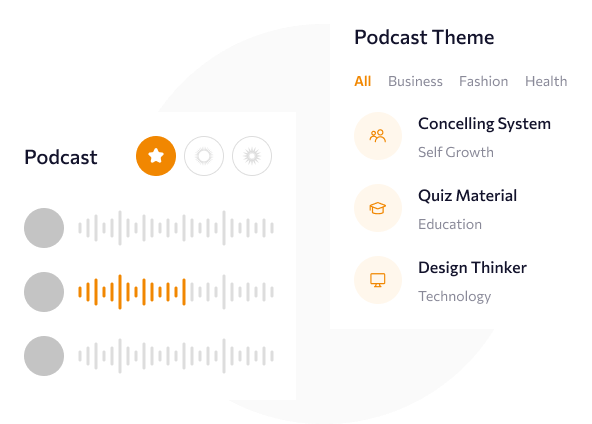 Podcast Theme
All Business Fashion Health
Concelling System
Self Growth
Quiz Material
Education
Design Thinker
Technology
Podcast